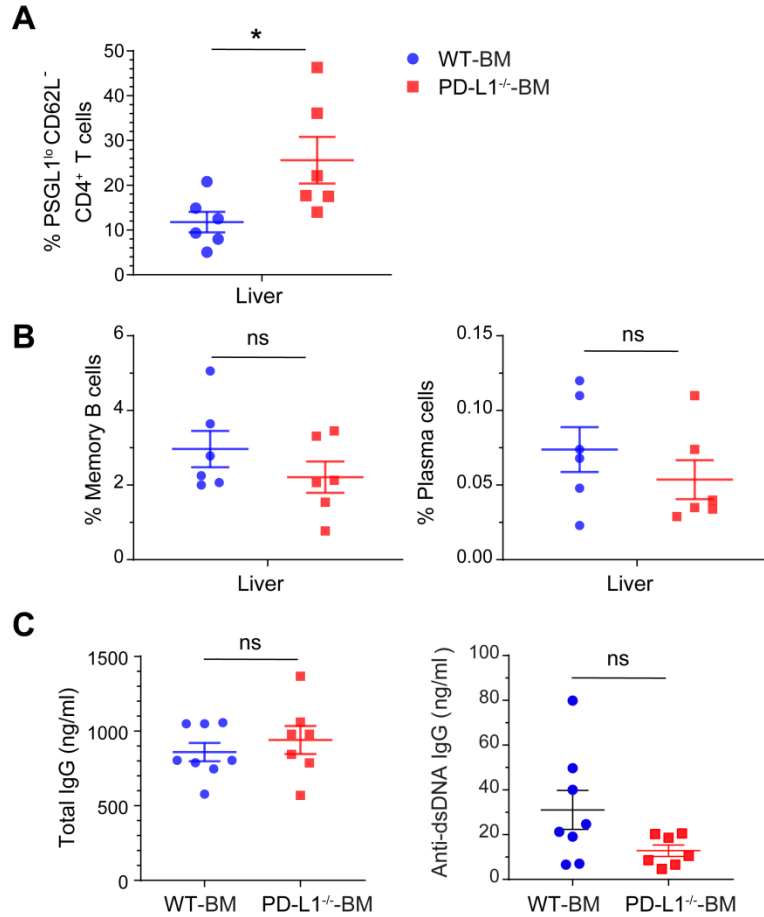 A
*
% PSGL1ˡᵒ CD62L⁻
CD4⁺ T cells
50
40
30
20
10
0
Liver
WT-BM
PD-L1⁻/⁻-BM
B
ns
% Memory B cells
6
4
2
0
Liver
ns
% Plasma cells
0.15
0.10
0.05
0.00
Liver
C
ns
Total IgG (ng/ml)
1500
1000
500
0
WT-BM
PD-L1⁻/⁻-BM
ns
Anti-dsDNA IgG (ng/ml)
100
80
60
40
20
0
WT-BM
PD-L1⁻/⁻-BM